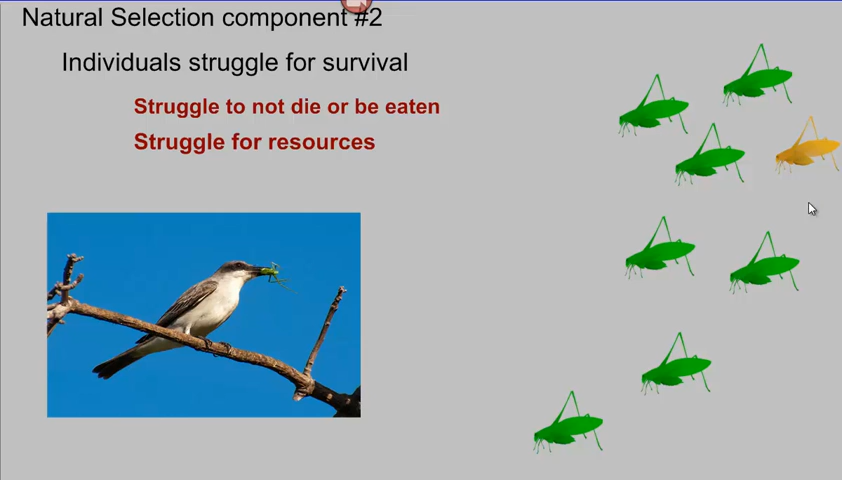 Natural Selection component #2
Individuals struggle for survival
Struggle to not die or be eaten
Struggle for resources